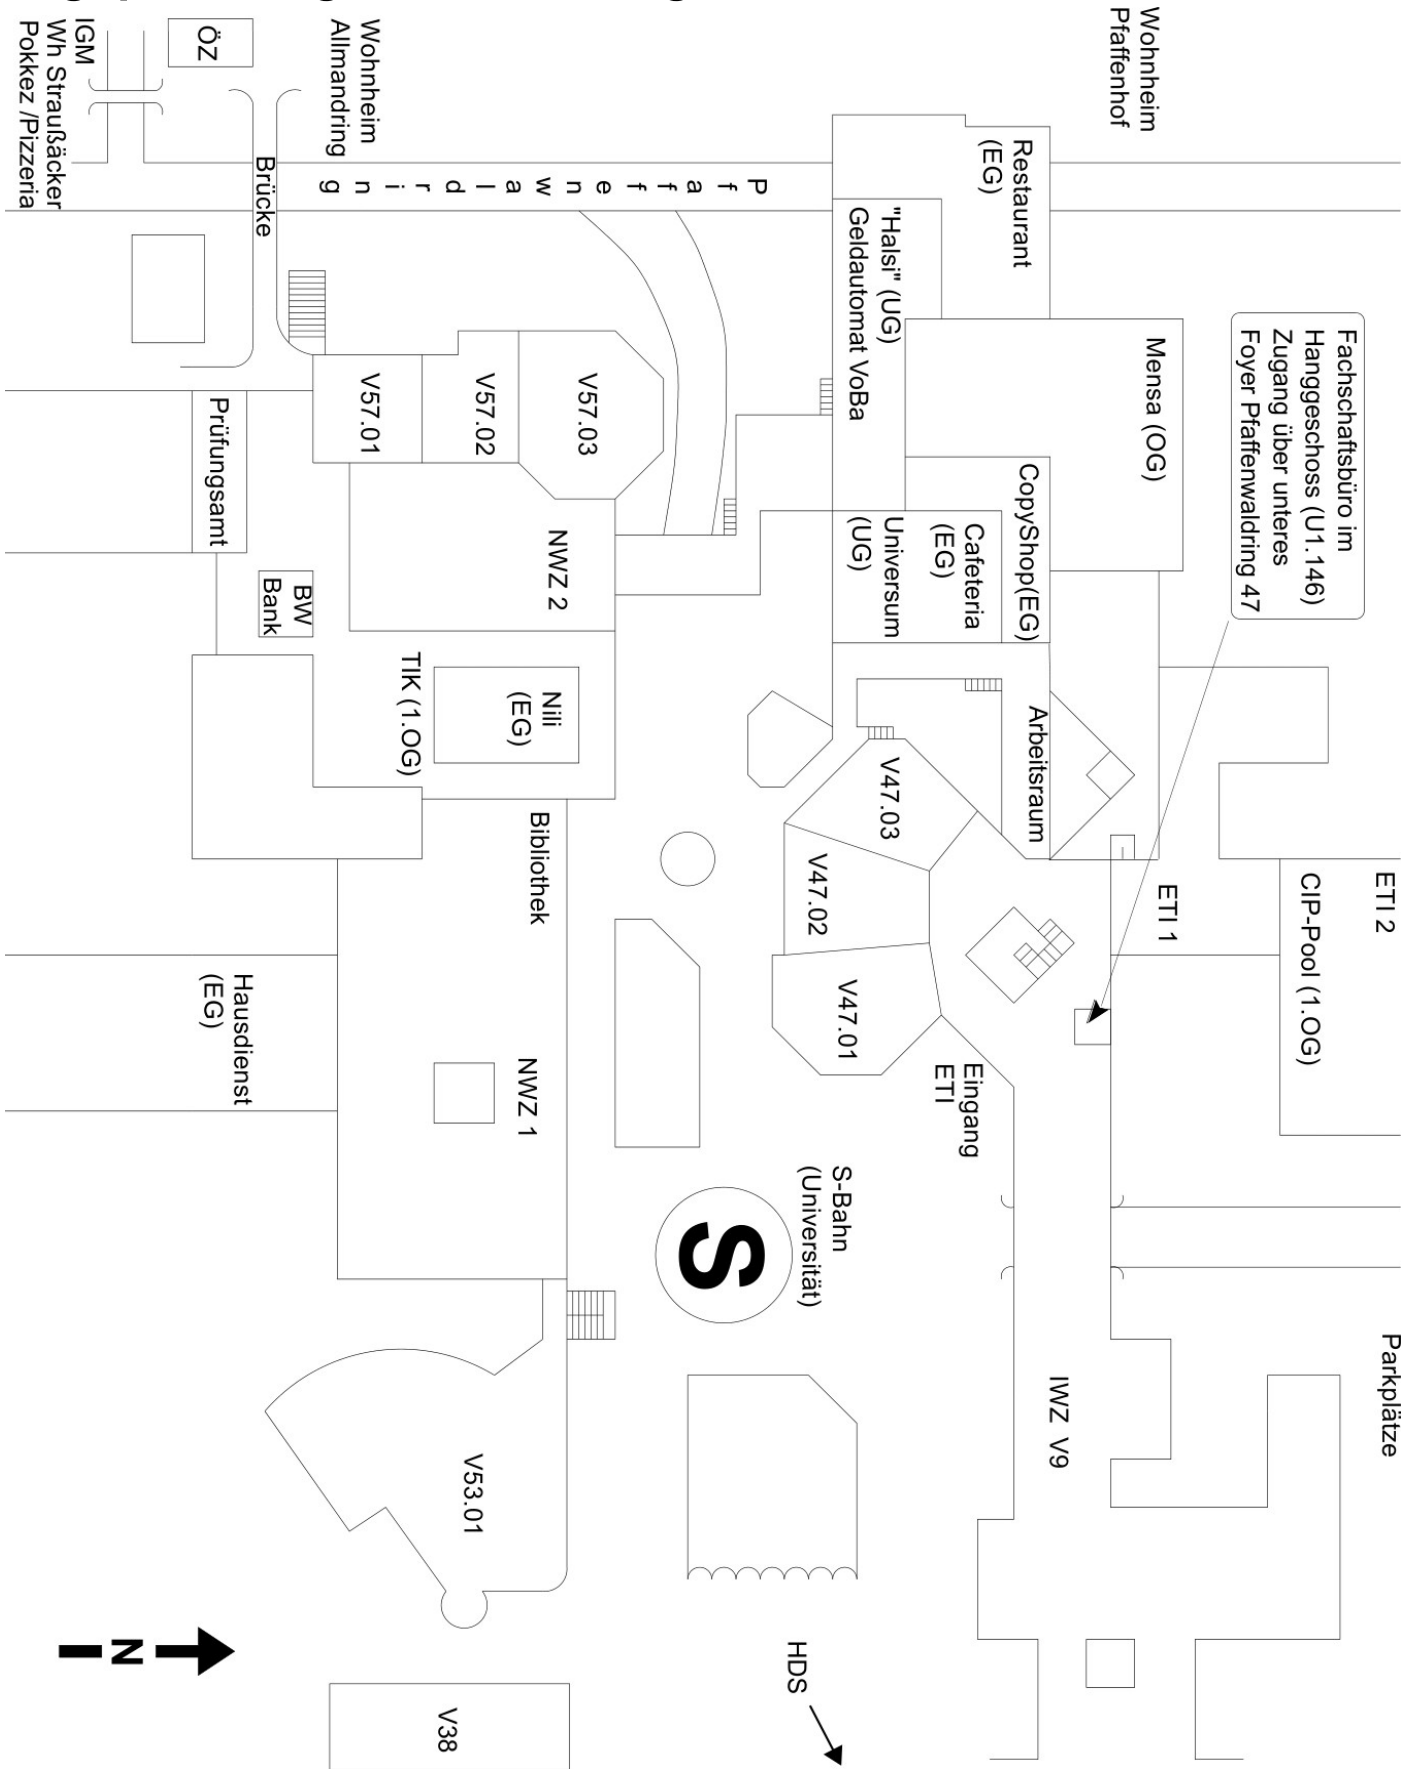 Parkplätze
ETI 2
CIP-Pool (1.OG)
Fachschaftsbüro im
Hanggeschoss (U1.146)
Zugang über unteres
Foyer Pfaffenwaldring 47
Wohnheim
Pfaffenhof
Mensa (OG)
ETI 1
IWZ V9
Restaurant
(EG)
CopyShop(EG)
Arbeitsraum
Cafeteria
(EG)
Eingang
ETI
"Halsi" (UG)
Geldautomat VoBa
Universum
(UG)
V47.03
V47.02
V47.01
S-Bahn
(Universität)
S
HDS
Pfaffenwaldring
V57.03
V57.02
V57.01
NWZ 2
Nili
(EG)
TIK (1.OG)
Bibliothek
NWZ 1
V53.01
V38
Wohnheim
Allmandring
BW
Bank
Brücke
Prüfungsamt
Hausdienst
(EG)
ÖZ
N
IGM
Wh Straußäcker
Pokkez /Pizzeria